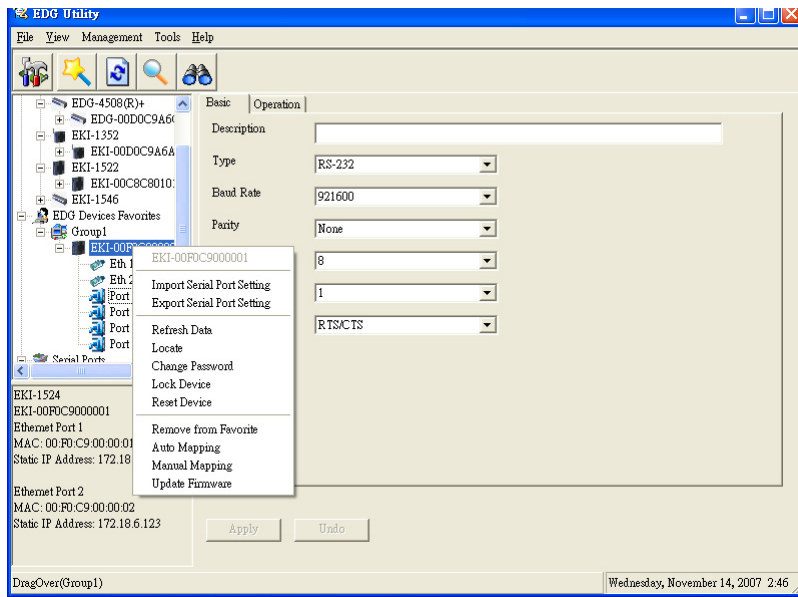 EDG Utility
File View Management Tools Help
EDG-4508(R)+
EDG-00D0C9A6
EKI-1352
EKI-00D0C9A6A
EKI-1522
EKI-00C8C8010
EKI-1546
EDG Devices Favorites
Group1
EKI-00F0C900000
Eth 1
Eth 2
Port
Port
Port
Port
Serial Ports
EKI-00F0C9000001
Import Serial Port Setting
Export Serial Port Setting
Refresh Data
Locate
Change Password
Lock Device
Reset Device
Remove from Favorite
Auto Mapping
Manual Mapping
Update Firmware
Basic Operation
Description
Type RS-232
Baud Rate 921600
Parity None
8
1
RTS/CTS
EKI-1524
EKI-00F0C9000001
Ethernet Port 1
MAC: 00:F0:C9:00:00:01
Static IP Address: 172.18
Ethernet Port 2
MAC: 00:F0:C9:00:00:02
Static IP Address: 172.18.6.123
Apply Undo
DragOver(Group1)
Wednesday, November 14, 2007 2:46